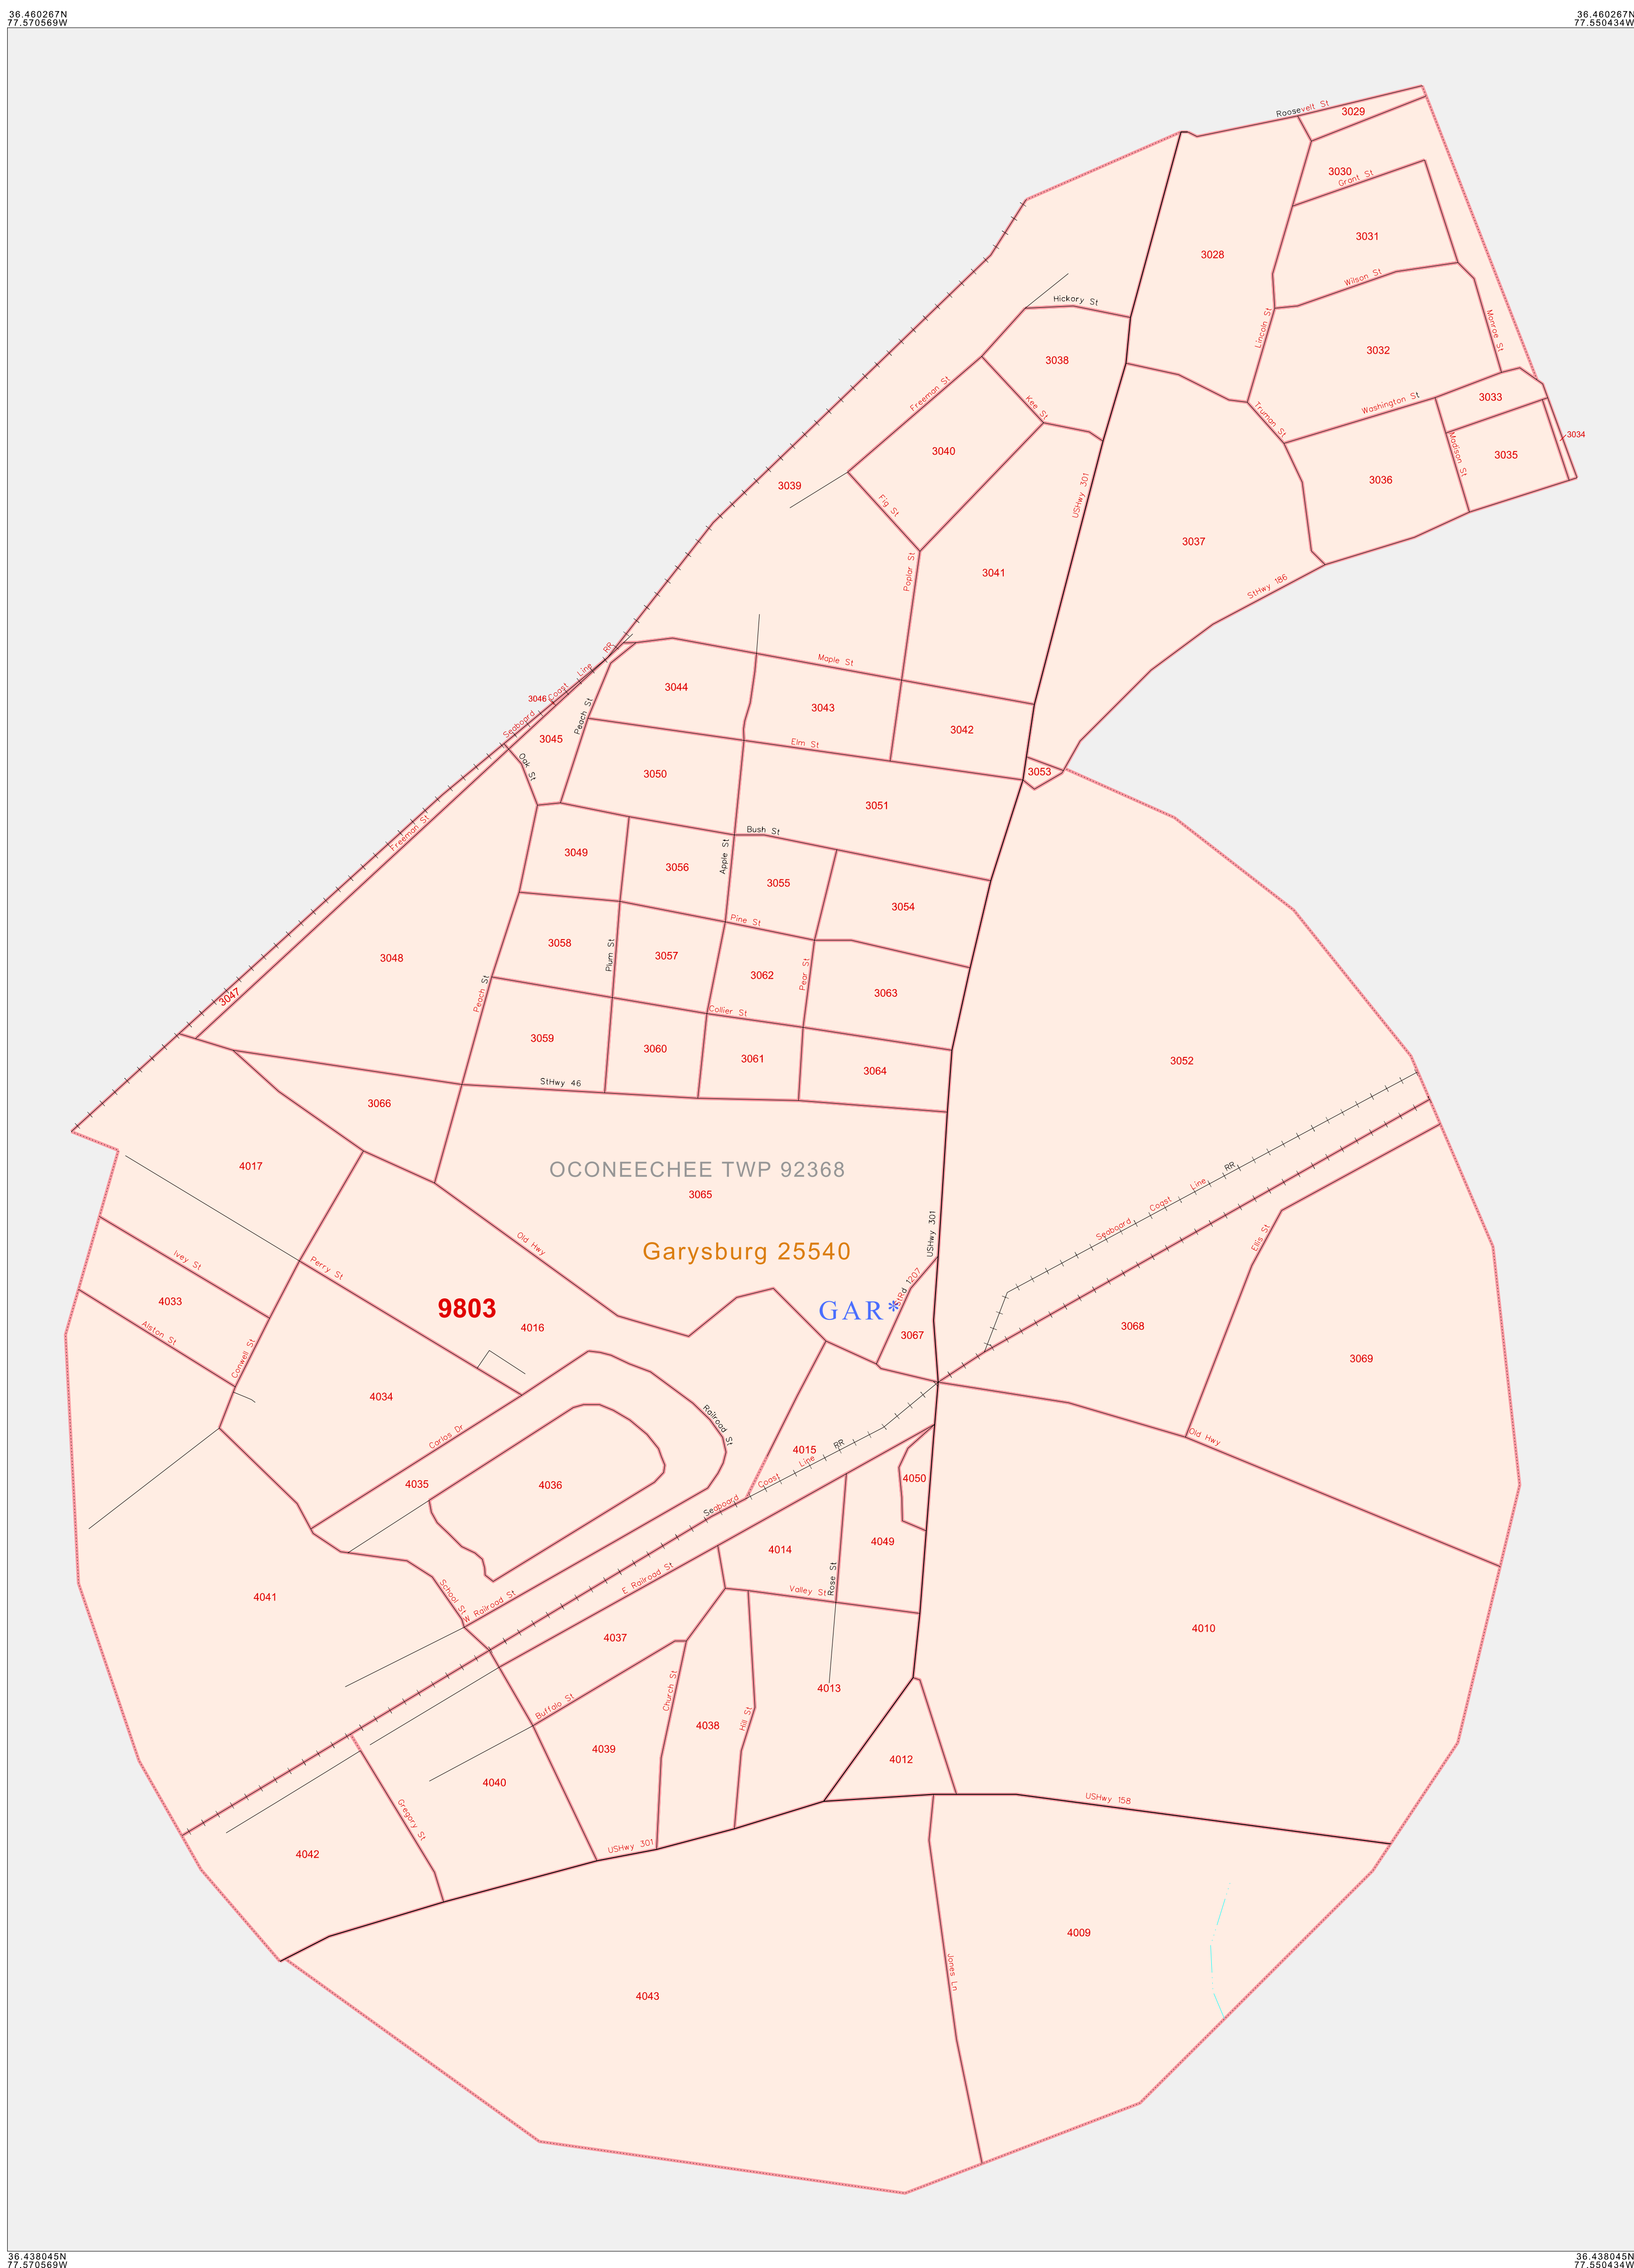 36.460267N
77.570569W
36.460267N
77.550434W
Roosevelt St
3029
3030
Grant St
3031
3028
Wilson St
Hickory St
Lincoln St
Monroe St
3032
3038
Freeman St
Kee St
Truman St
Washington St
3033
3034
3040
Madison St
3035
3039
USHwy 301
3036
Fig St
3037
Poplar St
3041
StHwy 186
Maple St
Seaboard Coast Line RR
3046
3044
Peach St
3043
3042
3045
Elm St
Oak St
3050
3053
3051
Freeman St
Bush St
3049
Apple St
3056
3055
3054
Pine St
3058
Plum St
3057
3048
3062
Pear St
3063
Peach St
3047
Collier St
3059
3060
3061
3052
3064
StHwy 46
3066
4017
OCONEECHEE TWP 92368
3065
Seaboard Coast Line RR
USHwy 301
Old Hwy
Garysburg 25540
Ellis St
Ivey St
Perry St
StRd 1207
4033
9803
GAR*
4016
3067
3068
Alston St
Conwell St
3069
4034
Railroad St
Carlos Dr
Old Hwy
4015
4035
4036
4050
Seaboard Coast Line RR
4049
4014
E Railroad St
Rose St
Valley St
4041
School St
W Railroad St
4010
4037
4013
Church St
Buffalo St
4038
Hill St
4039
4012
4040
USHwy 158
Gregory St
USHwy 301
4042
4009
Jones Ln
4043
36.438045N
77.570569W
36.438045N
77.550434W